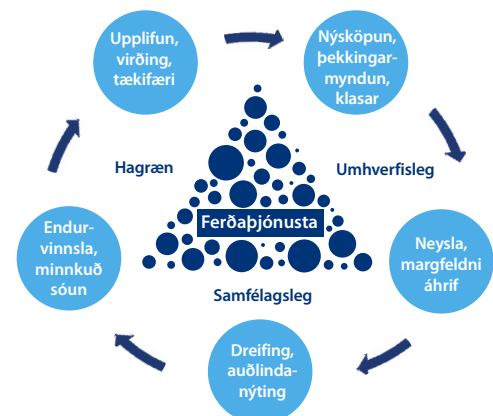 Upplifun,
virðing,
tækifæri
Nýsköpun,
þekkingar-
myndun,
klasar
Hagræn
Umhverfisleg
Ferðaþjónusta
Endur-
vinnsla,
minnkuð
sóun
Neysla,
margfeldni
áhrif
Samfélagsleg
Dreifing,
auðlinda-
nýting